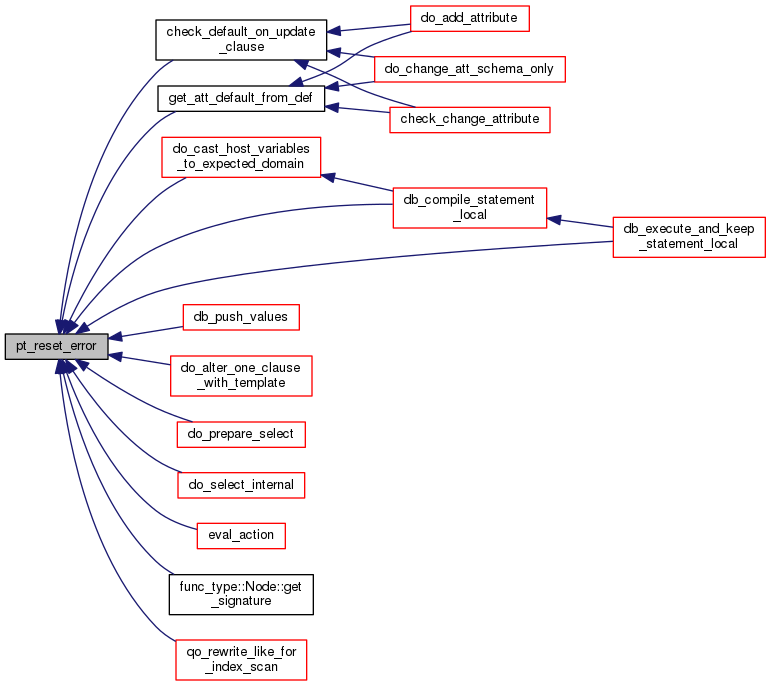 check_default_on_update
_clause
do_add_attribute
do_change_att_schema_only
get_att_default_from_def
check_change_attribute
do_cast_host_variables
_to_expected_domain
db_compile_statement
_local
db_execute_and_keep
_statement_local
db_push_values
pt_reset_error
do_alter_one_clause
_with_template
do_prepare_select
do_select_internal
eval_action
func_type::Node::get
_signature
qo_rewrite_like_for
_index_scan